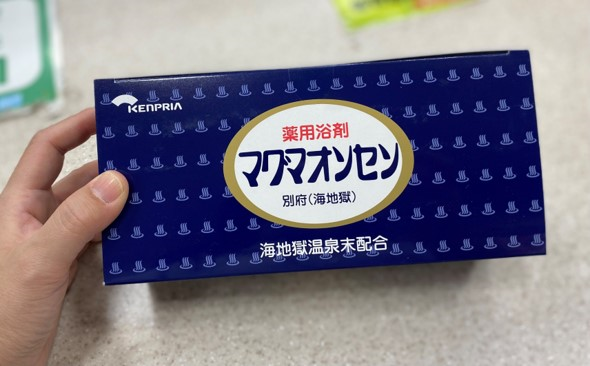 KENPRIA
薬用浴剤
マグマオンセン
別府(海地獄)
海地獄温泉末配合